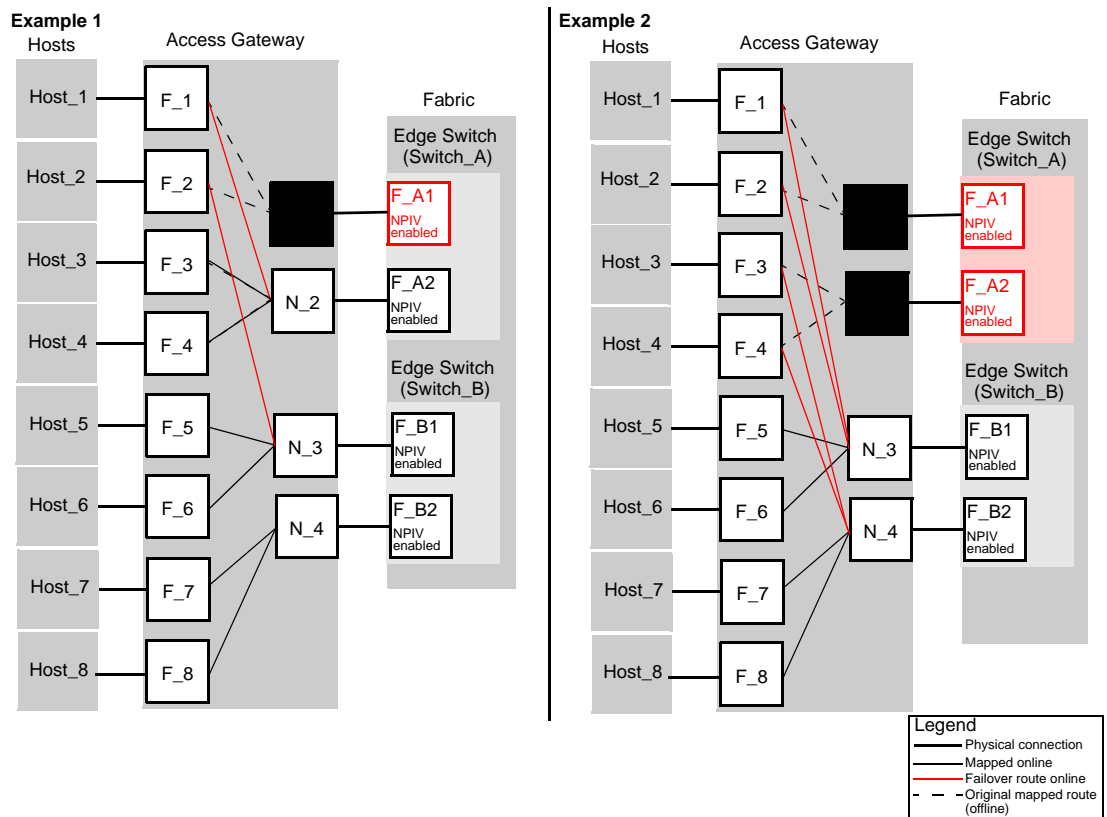 Example 1
Hosts
Access Gateway
Host_1
Host_2
Host_3
Host_4
Host_5
Host_6
Host_7
Host_8
F_1
F_2
F_3
F_4
F_5
F_6
F_7
F_8
N_2
N_3
N_4
Fabric
Edge Switch
(Switch_A)
F_A1
NPIV
enabled
F_A2
NPIV
enabled
Edge Switch
(Switch_B)
F_B1
NPIV
enabled
F_B2
NPIV
enabled
Example 2
Hosts
Access Gateway
Host_1
Host_2
Host_3
Host_4
Host_5
Host_6
Host_7
Host_8
F_1
F_2
F_3
F_4
F_5
F_6
F_7
F_8
N_3
N_4
Fabric
Edge Switch
(Switch_A)
F_A1
NPIV
enabled
F_A2
NPIV
enabled
Edge Switch
(Switch_B)
F_B1
NPIV
enabled
F_B2
NPIV
enabled
Legend
Physical connection
Mapped online
Failover route online
Original mapped route
(offline)